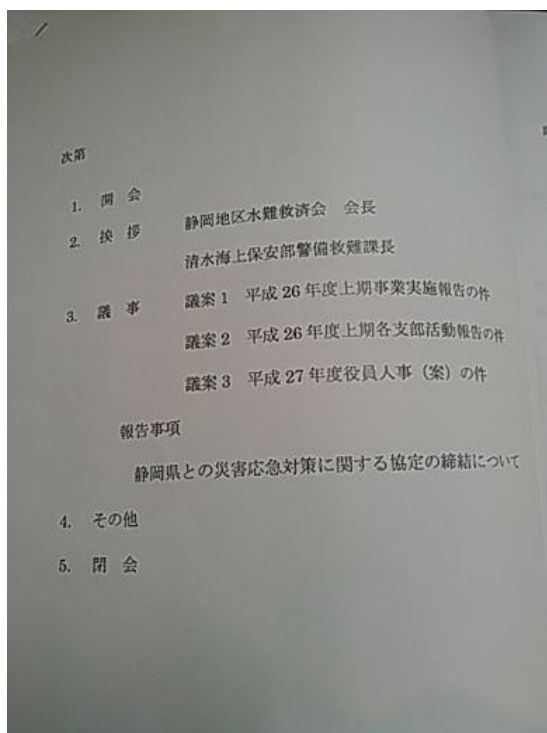 次第
1. 開 会
2. 挨 拶 静岡地区水難救済会 会長
清水海上保安部警備救難課長
3. 議 事 議案 1 平成 26 年度上期事業実施報告の件
議案 2 平成 26 年度上期各支部活動報告の件
議案 3 平成 27 年度役員人事（案）の件
報告事項
静岡県との災害応急対策に関する協定の締結について
4. その他
5. 閉 会